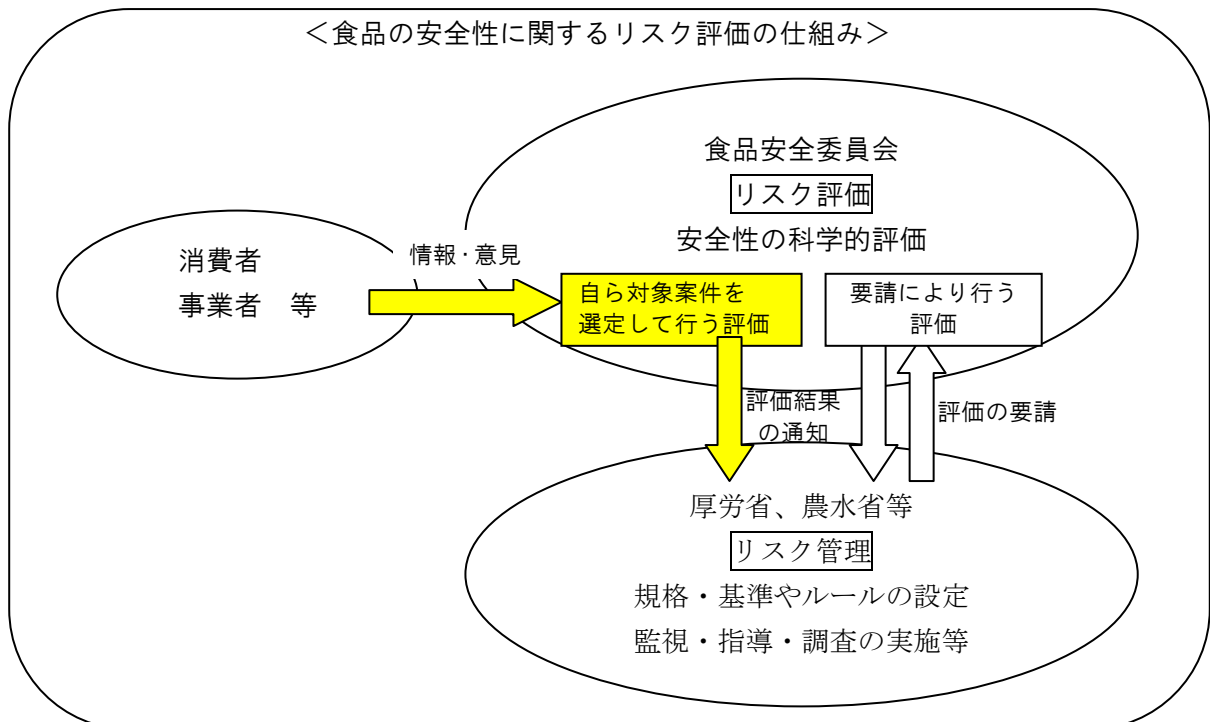 ＜食品の安全性に関するリスク評価の仕組み＞
食品安全委員会
リスク評価
安全性の科学的評価
消費者
事業者　等
情報・意見
自ら対象案件を
選定して行う評価
要請により行う
評価
評価結果
の通知
評価の要請
厚労省、農水省等
リスク管理
規格・基準やルールの設定
監視・指導・調査の実施等